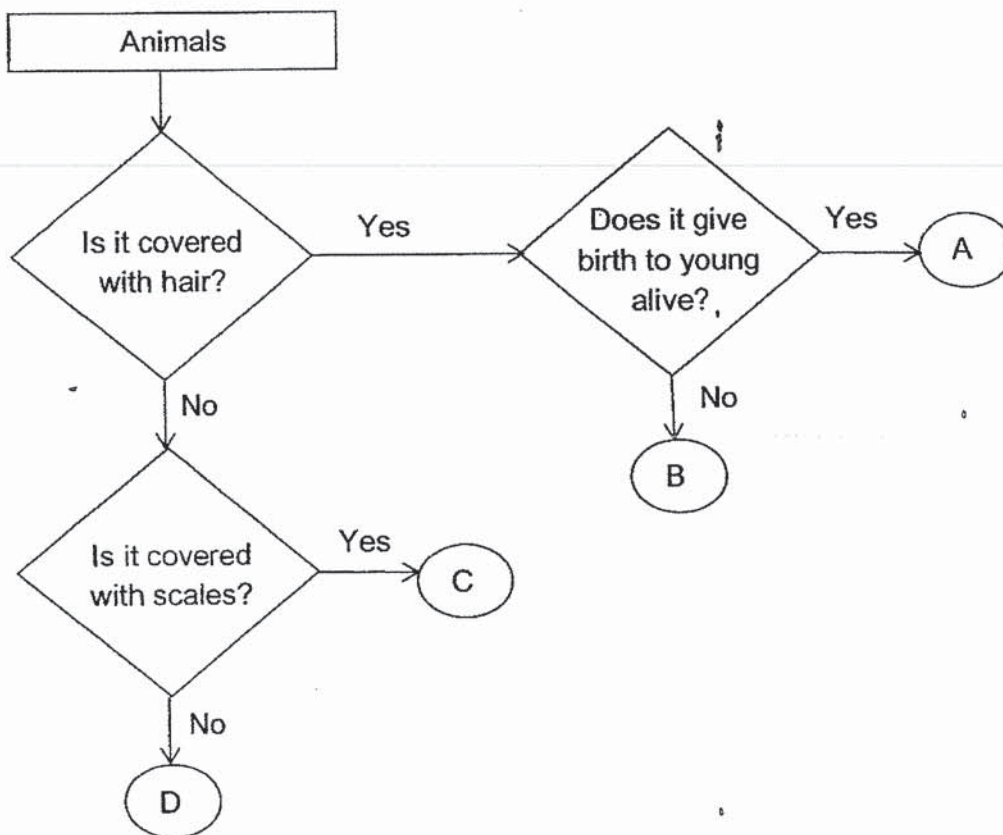 Animals
Is it covered
with hair?
Yes
Does it give
birth to young
alive?
Yes
A
No
B
No
Is it covered
with scales?
Yes
C
No
D